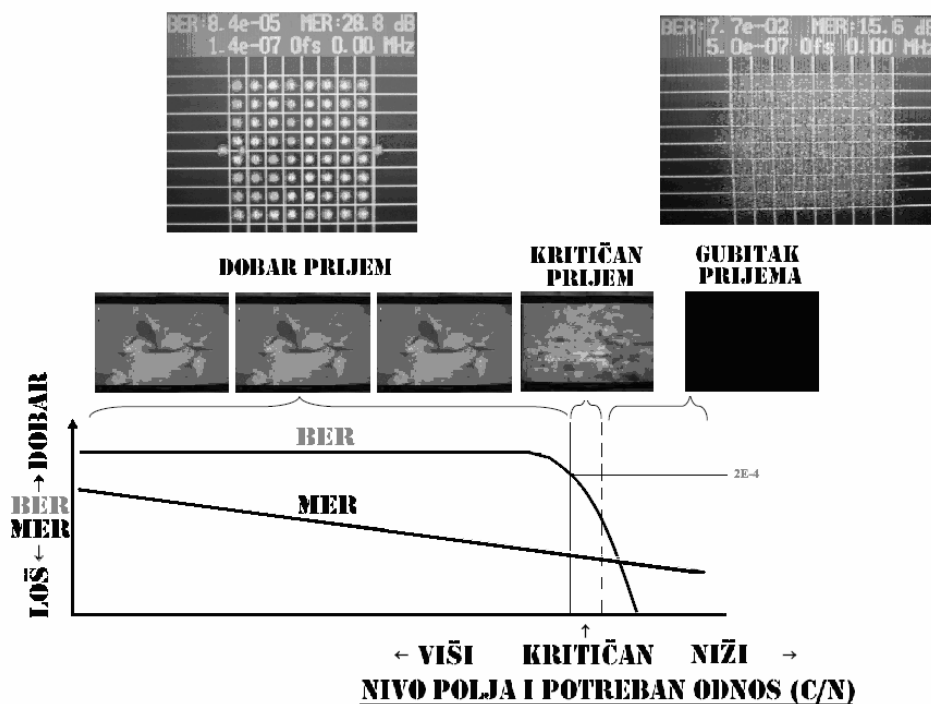 BER:8.4e-05 MER:28.8 dB
1.4e-07 Ofs 0.00 MHz
BER:7.7e-02 MER:15.6 dB
5.0e-07 Ofs 0.00 MHz
DOBAR PRIJEM
KRITIČAN
PRIJEM
GUBITAK
PRIJEMA
BER
2E-4
MER
LOŠ ← BER → DOBAR
MER
← VIŠI KRITIČAN NIŽI →
NIVO POLJA I POTREBAN ODNOS (C/N)